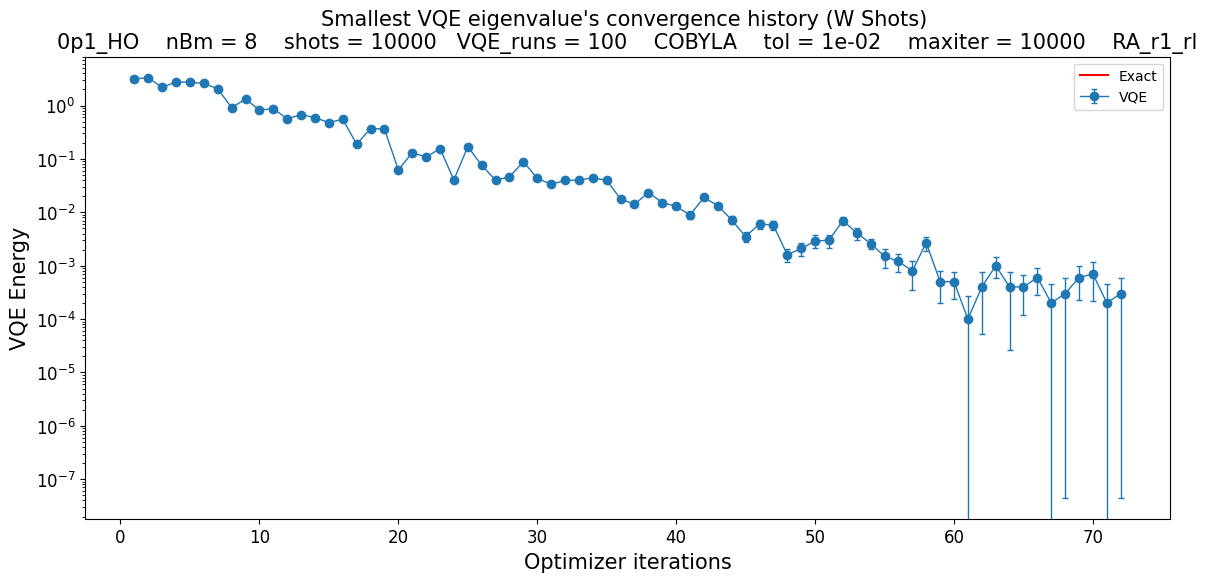 Smallest VQE eigenvalue's convergence history (W Shots)
0p1_HO nBm = 8 shots = 10000 VQE_runs = 100 COBYLA tol = 1e-02 maxiter = 10000 RA_r1_rl
Exact
VQE
VQE Energy
10^0
10^-1
10^-2
10^-3
10^-4
10^-5
10^-6
10^-7
0 10 20 30 40 50 60 70
Optimizer iterations